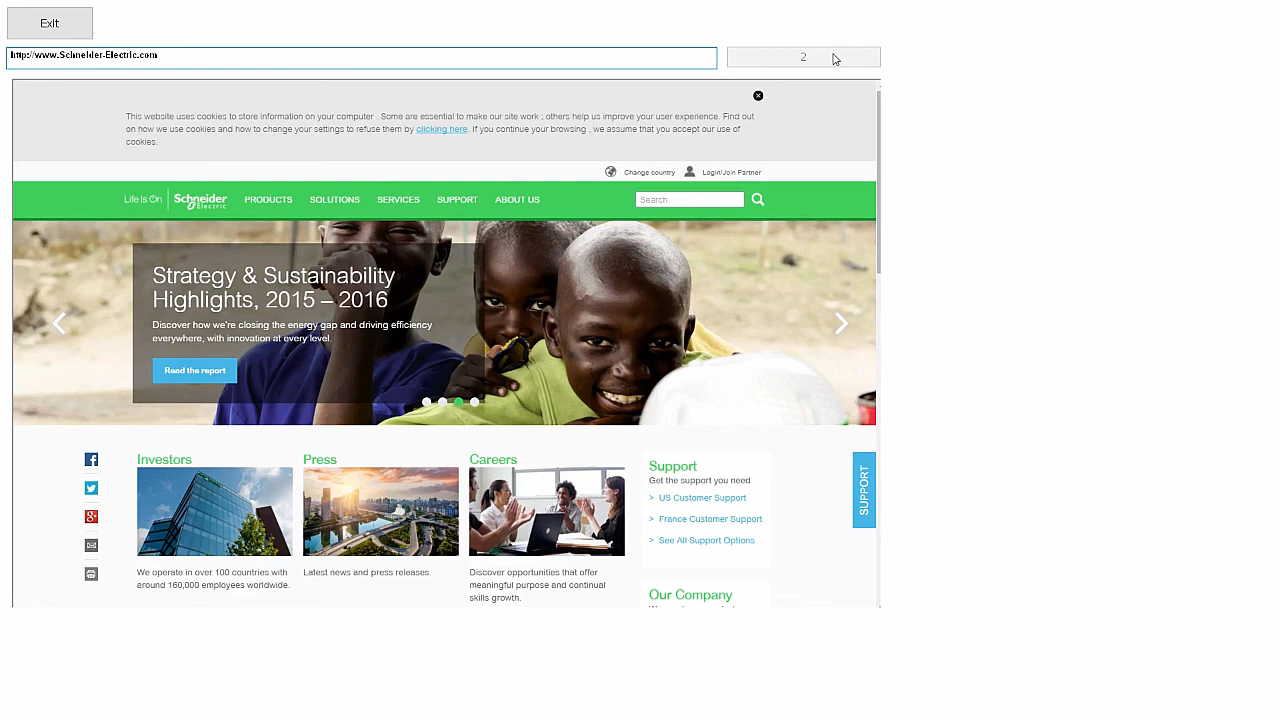 Exit
http://www.Schneider-Electric.com
2
This website uses cookies to store information on your computer . Some are essential to make our site work ; others help us improve your user experience. Find out
on how we use cookies and how to change your settings to refuse them by clicking here. If you continue your browsing , we assume that you accept our use of
cookies.
Change country
Login/Join Partner
Life Is On Schneider Electric
PRODUCTS
SOLUTIONS
SERVICES
SUPPORT
ABOUT US
Search
Strategy & Sustainability
Highlights, 2015 – 2016
Discover how we're closing the energy gap and driving efficiency
everywhere, with innovation at every level.
Read the report
Investors
We operate in over 100 countries with
around 160,000 employees worldwide.
Press
Latest news and press releases.
Careers
Discover opportunities that offer
meaningful purpose and continual
skills growth.
Support
Get the support you need
> US Customer Support
> France Customer Support
> See All Support Options
SUPPORT
Our Company